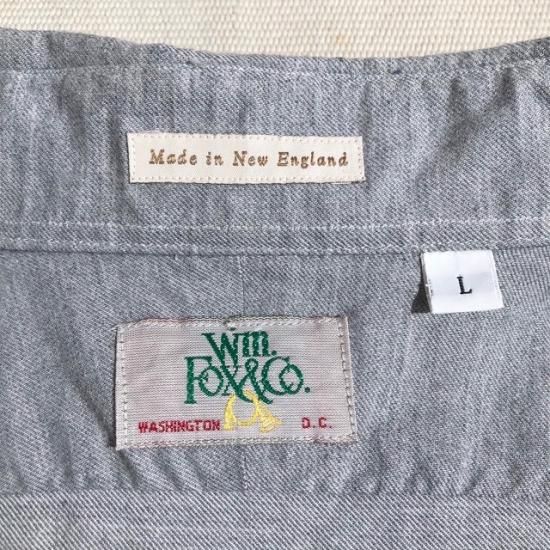 Made in New England
L
Wm.
Fox&Co.
WASHINGTON D.C.